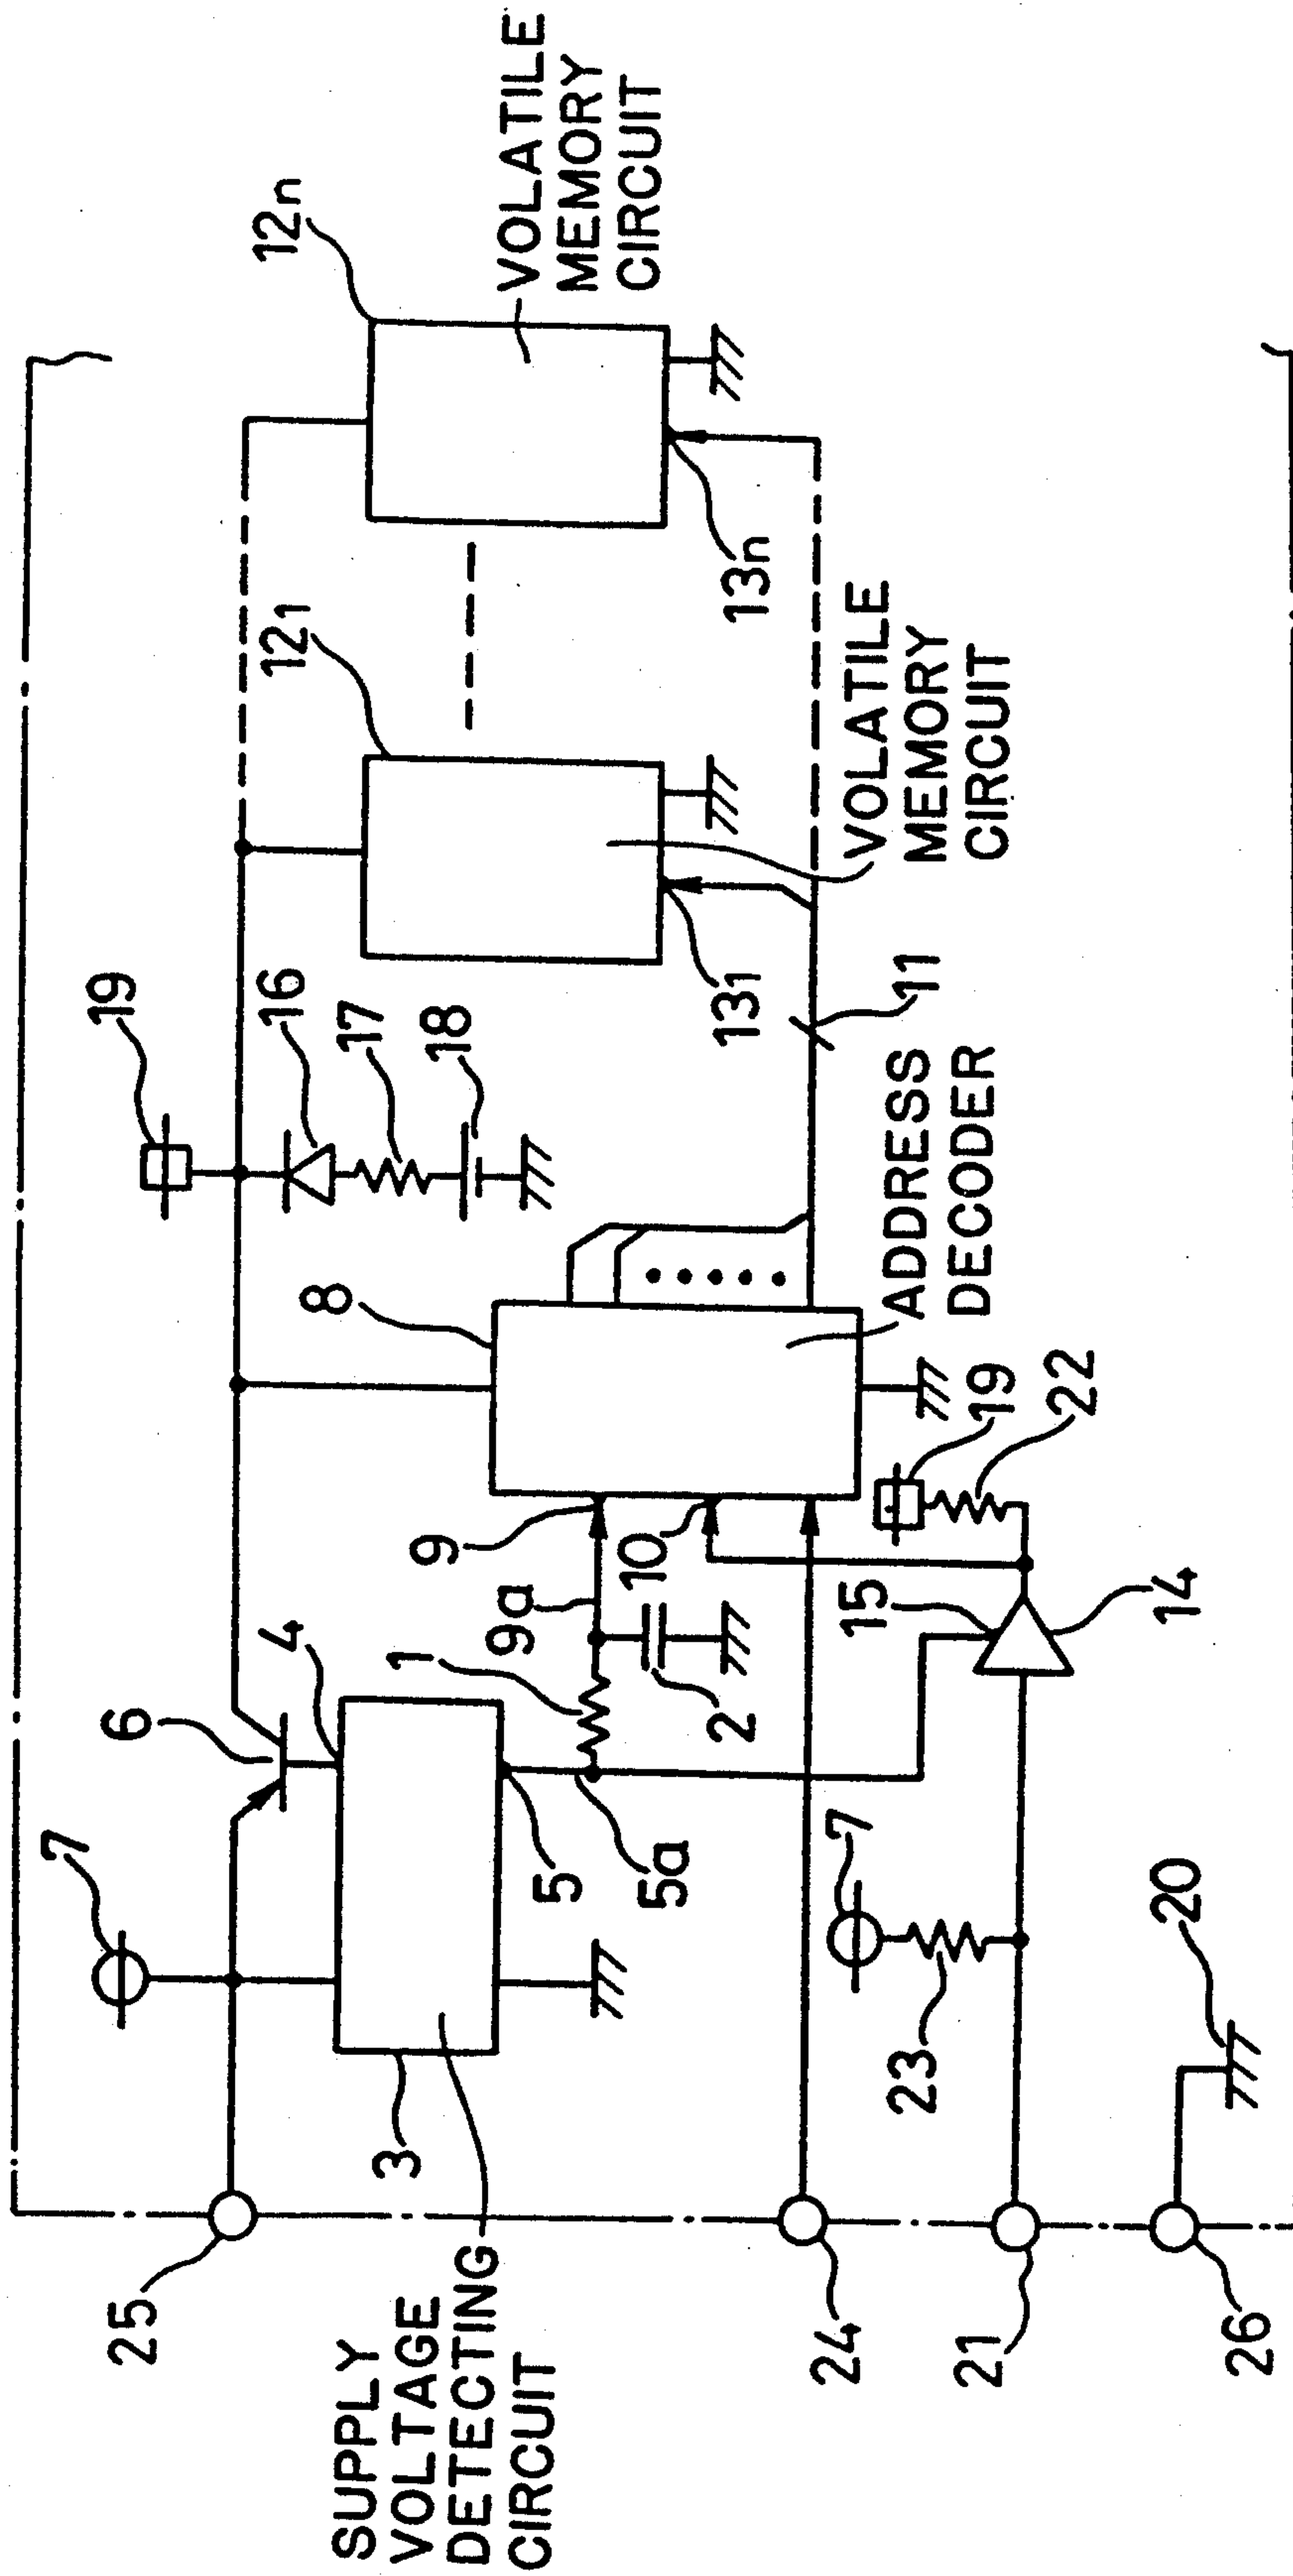 25
7
6
4
19
16
17
18
12n
12₁
VOLATILE
MEMORY
CIRCUIT
8
3
SUPPLY
VOLTAGE
DETECTING
CIRCUIT
5
5a
1
9a
9
2
10
13₁
13n
11
VOLATILE
MEMORY
CIRCUIT
ADDRESS
DECODER
24
7
23
15
19
22
14
21
20
26